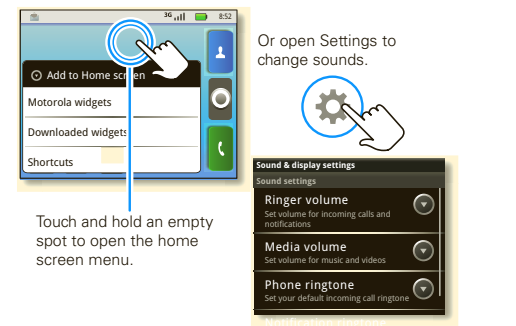 3G 8:52
Add to Home screen
Motorola widgets
Downloaded widgets
Shortcuts
Touch and hold an empty
spot to open the home
screen menu.
Or open Settings to
change sounds.
Sound & display settings
Sound settings
Ringer volume
Set volume for incoming calls and
notifications
Media volume
Set volume for music and videos
Phone ringtone
Set your default incoming call ringtone
Notification ringtone